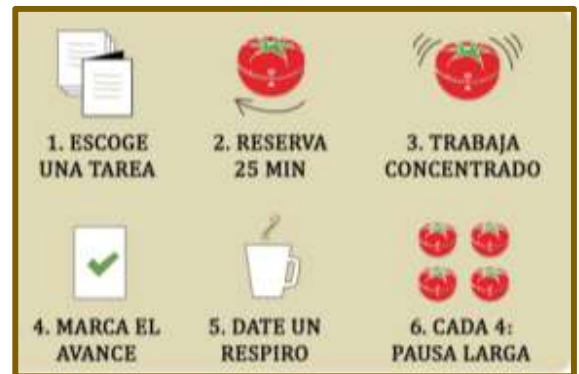 1. ESCOGE
UNA TAREA
2. RESERVA
25 MIN
3. TRABAJA
CONCENTRADO
4. MARCA EL
AVANCE
5. DATE UN
RESPIRO
6. CADA 4:
PAUSA LARGA